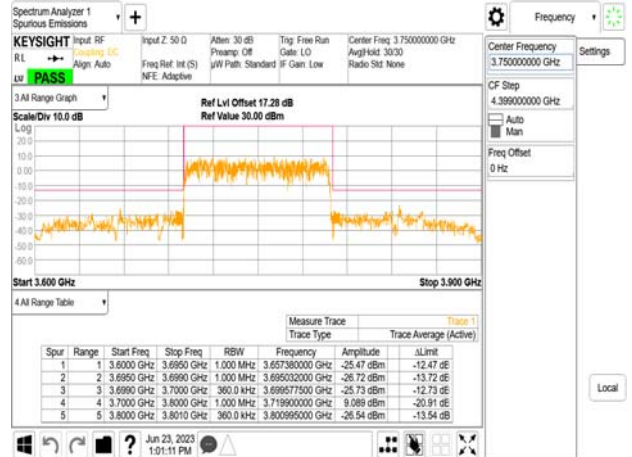 Spectrum Analyzer 1
Spurious Emissions
Frequency
KEYSIGHT Input: RF Input Z: 50 Ω Atten: 30 dB Trig: Free Run Center Freq: 3.750000000 GHz
RL Coupling: DC Preamp: Off Gate: LO Avg|Hold: 30/30
Align: Auto Freq Ref: Int (S) µW Path: Standard IF Gain: Low Radio Std: None
NFE: Adaptive
PASS
Center Frequency
3.750000000 GHz
Settings
CF Step
4.399000000 GHz
Auto
Man
Freq Offset
0 Hz
3 All Range Graph
Ref Lvl Offset 17.28 dB
Scale/Div 10.0 dB Ref Value 30.00 dBm
Log
20.0
10.0
0.00
-10.0
-20.0
-30.0
-40.0
-50.0
-60.0
Start 3.600 GHz Stop 3.900 GHz
4 All Range Table
Measure Trace Trace 1
Trace Type Trace Average (Active)
Spur Range Start Freq Stop Freq RBW Frequency Amplitude ∆Limit
1 1 3.6000 GHz 3.6950 GHz 1.000 MHz 3.657380000 GHz -25.47 dBm -12.47 dB
2 2 3.6950 GHz 3.6990 GHz 1.000 MHz 3.695032000 GHz -26.72 dBm -13.72 dB
3 3 3.6990 GHz 3.7000 GHz 360.0 kHz 3.699577500 GHz -25.73 dBm -12.73 dB
4 4 3.7000 GHz 3.8000 GHz 1.000 MHz 3.719900000 GHz 9.089 dBm -20.91 dB
5 5 3.8000 GHz 3.8010 GHz 360.0 kHz 3.800995000 GHz -26.54 dBm -13.54 dB
Local
Jun 23, 2023
1:01:11 PM